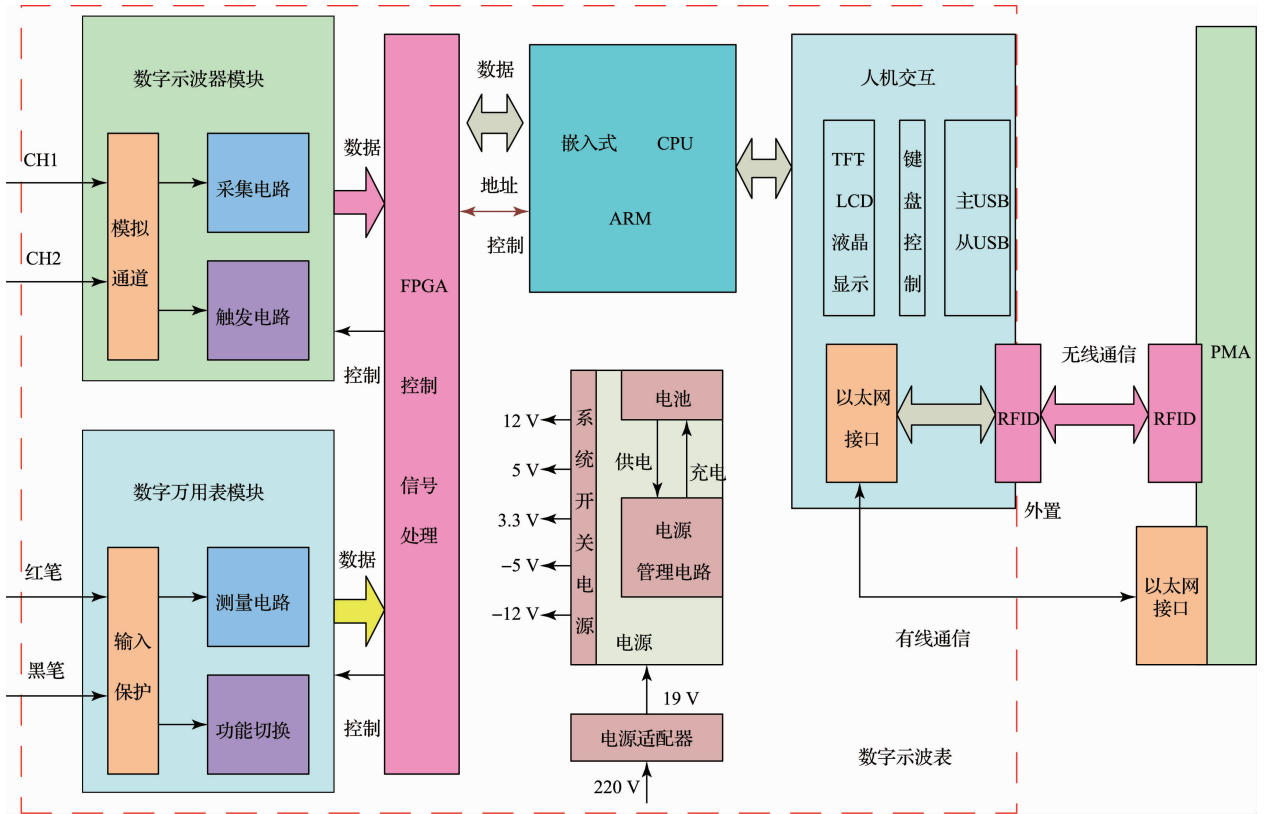 数字示波器模块
CH1
CH2
模拟
通道
采集电路
触发电路
数据
控制
数字万用表模块
红笔
黑笔
输入
保护
测量电路
功能切换
数据
控制
FPGA
控制
信号
处理
数据
地址
控制
嵌入式 CPU
ARM
人机交互
TFT-
LCD
液晶
显示
键
盘
控
制
主USB
从USB
以太网
接口
RFID
外置
无线通信
RFID
PMA
以太网
接口
有线通信
12 V
5 V
3.3 V
−5 V
−12 V
系
统
开
关
电
源
电池
供电
充电
电源
管理电路
电源
19 V
电源适配器
220 V
数字示波表